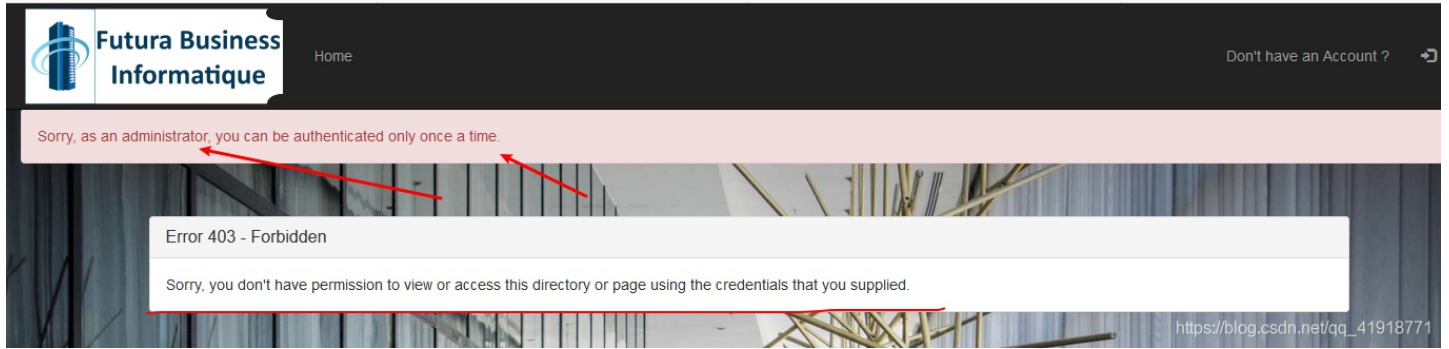 Futura Business
Informatique
Home
Don't have an Account ?
Sorry, as an administrator, you can be authenticated only once a time.
Error 403 - Forbidden
Sorry, you don't have permission to view or access this directory or page using the credentials that you supplied.
https://blog.csdn.net/qq_41918771